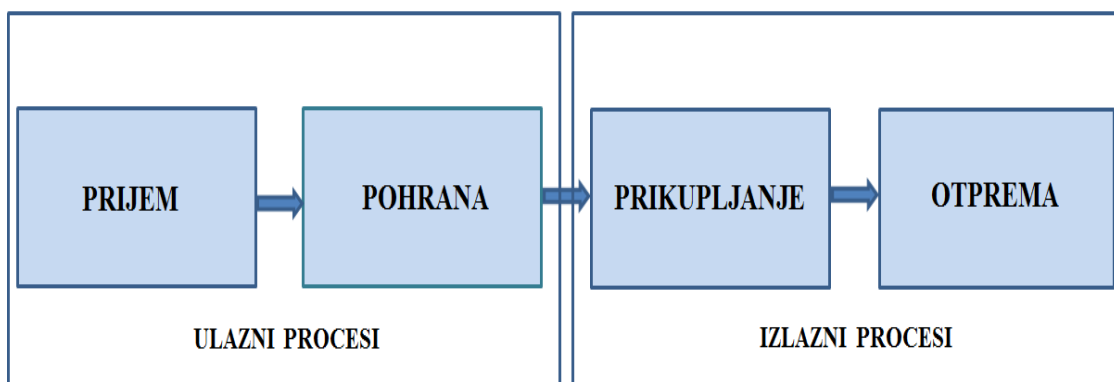 PRIJEM
POHRANA
PRIKUPLJANJE
OTPREMA
ULAZNI PROCESI
IZLAZNI PROCESI